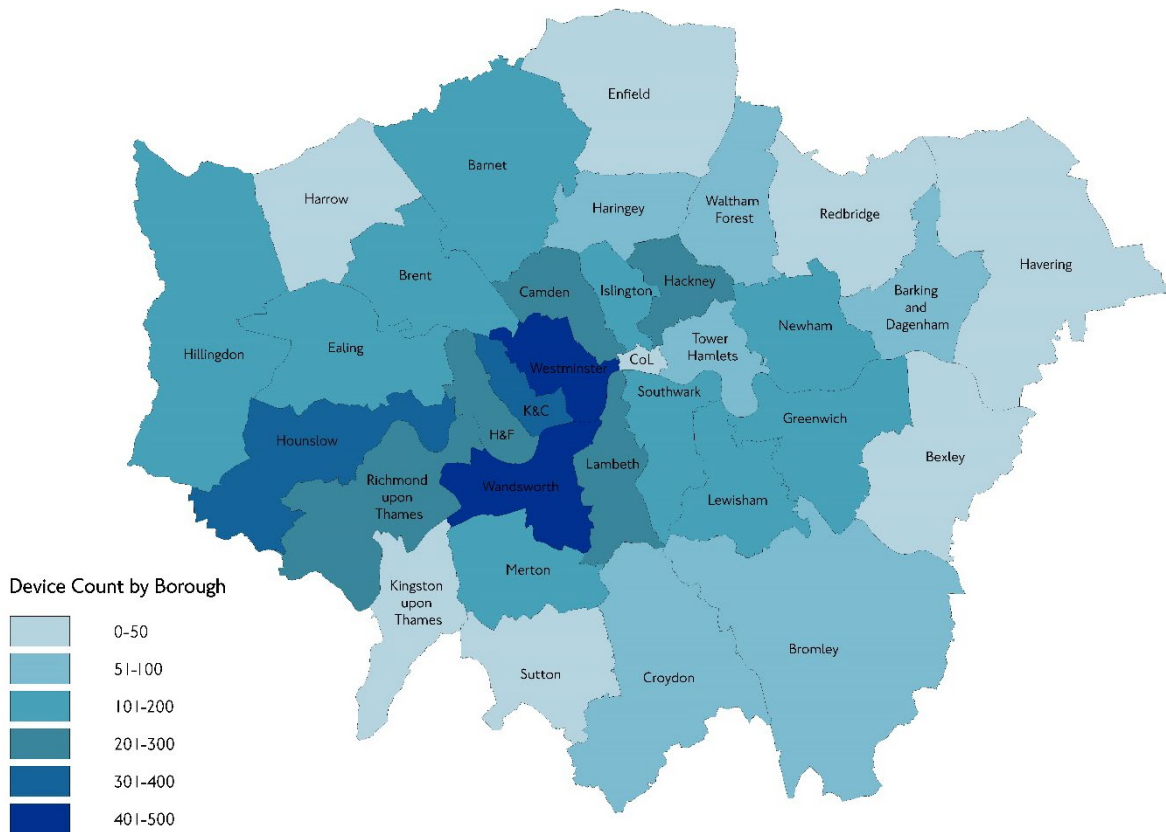 Enfield
Barnet
Harrow
Haringey
Waltham
Forest
Redbridge
Havering
Brent
Camden
Islington
Hackney
Barking
and
Dagenham
Newham
Hillingdon
Ealing
Westminster
CoL
Tower
Hamlets
K&C
Southwark
Greenwich
Hounslow
H&F
Lambeth
Bexley
Richmond
upon
Thames
Wandsworth
Lewisham
Merton
Kingston
upon
Thames
Bromley
Sutton
Croydon
Device Count by Borough
0-50
51-100
101-200
201-300
301-400
401-500